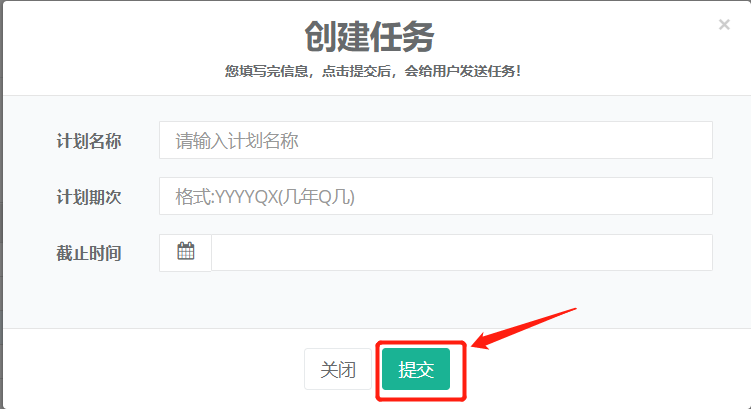 创建任务
×
您填写完信息，点击提交后，会给用户发送任务！
计划名称 请输入计划名称
计划期次 格式:YYYYQX(几年Q几)
截止时间
关闭 提交